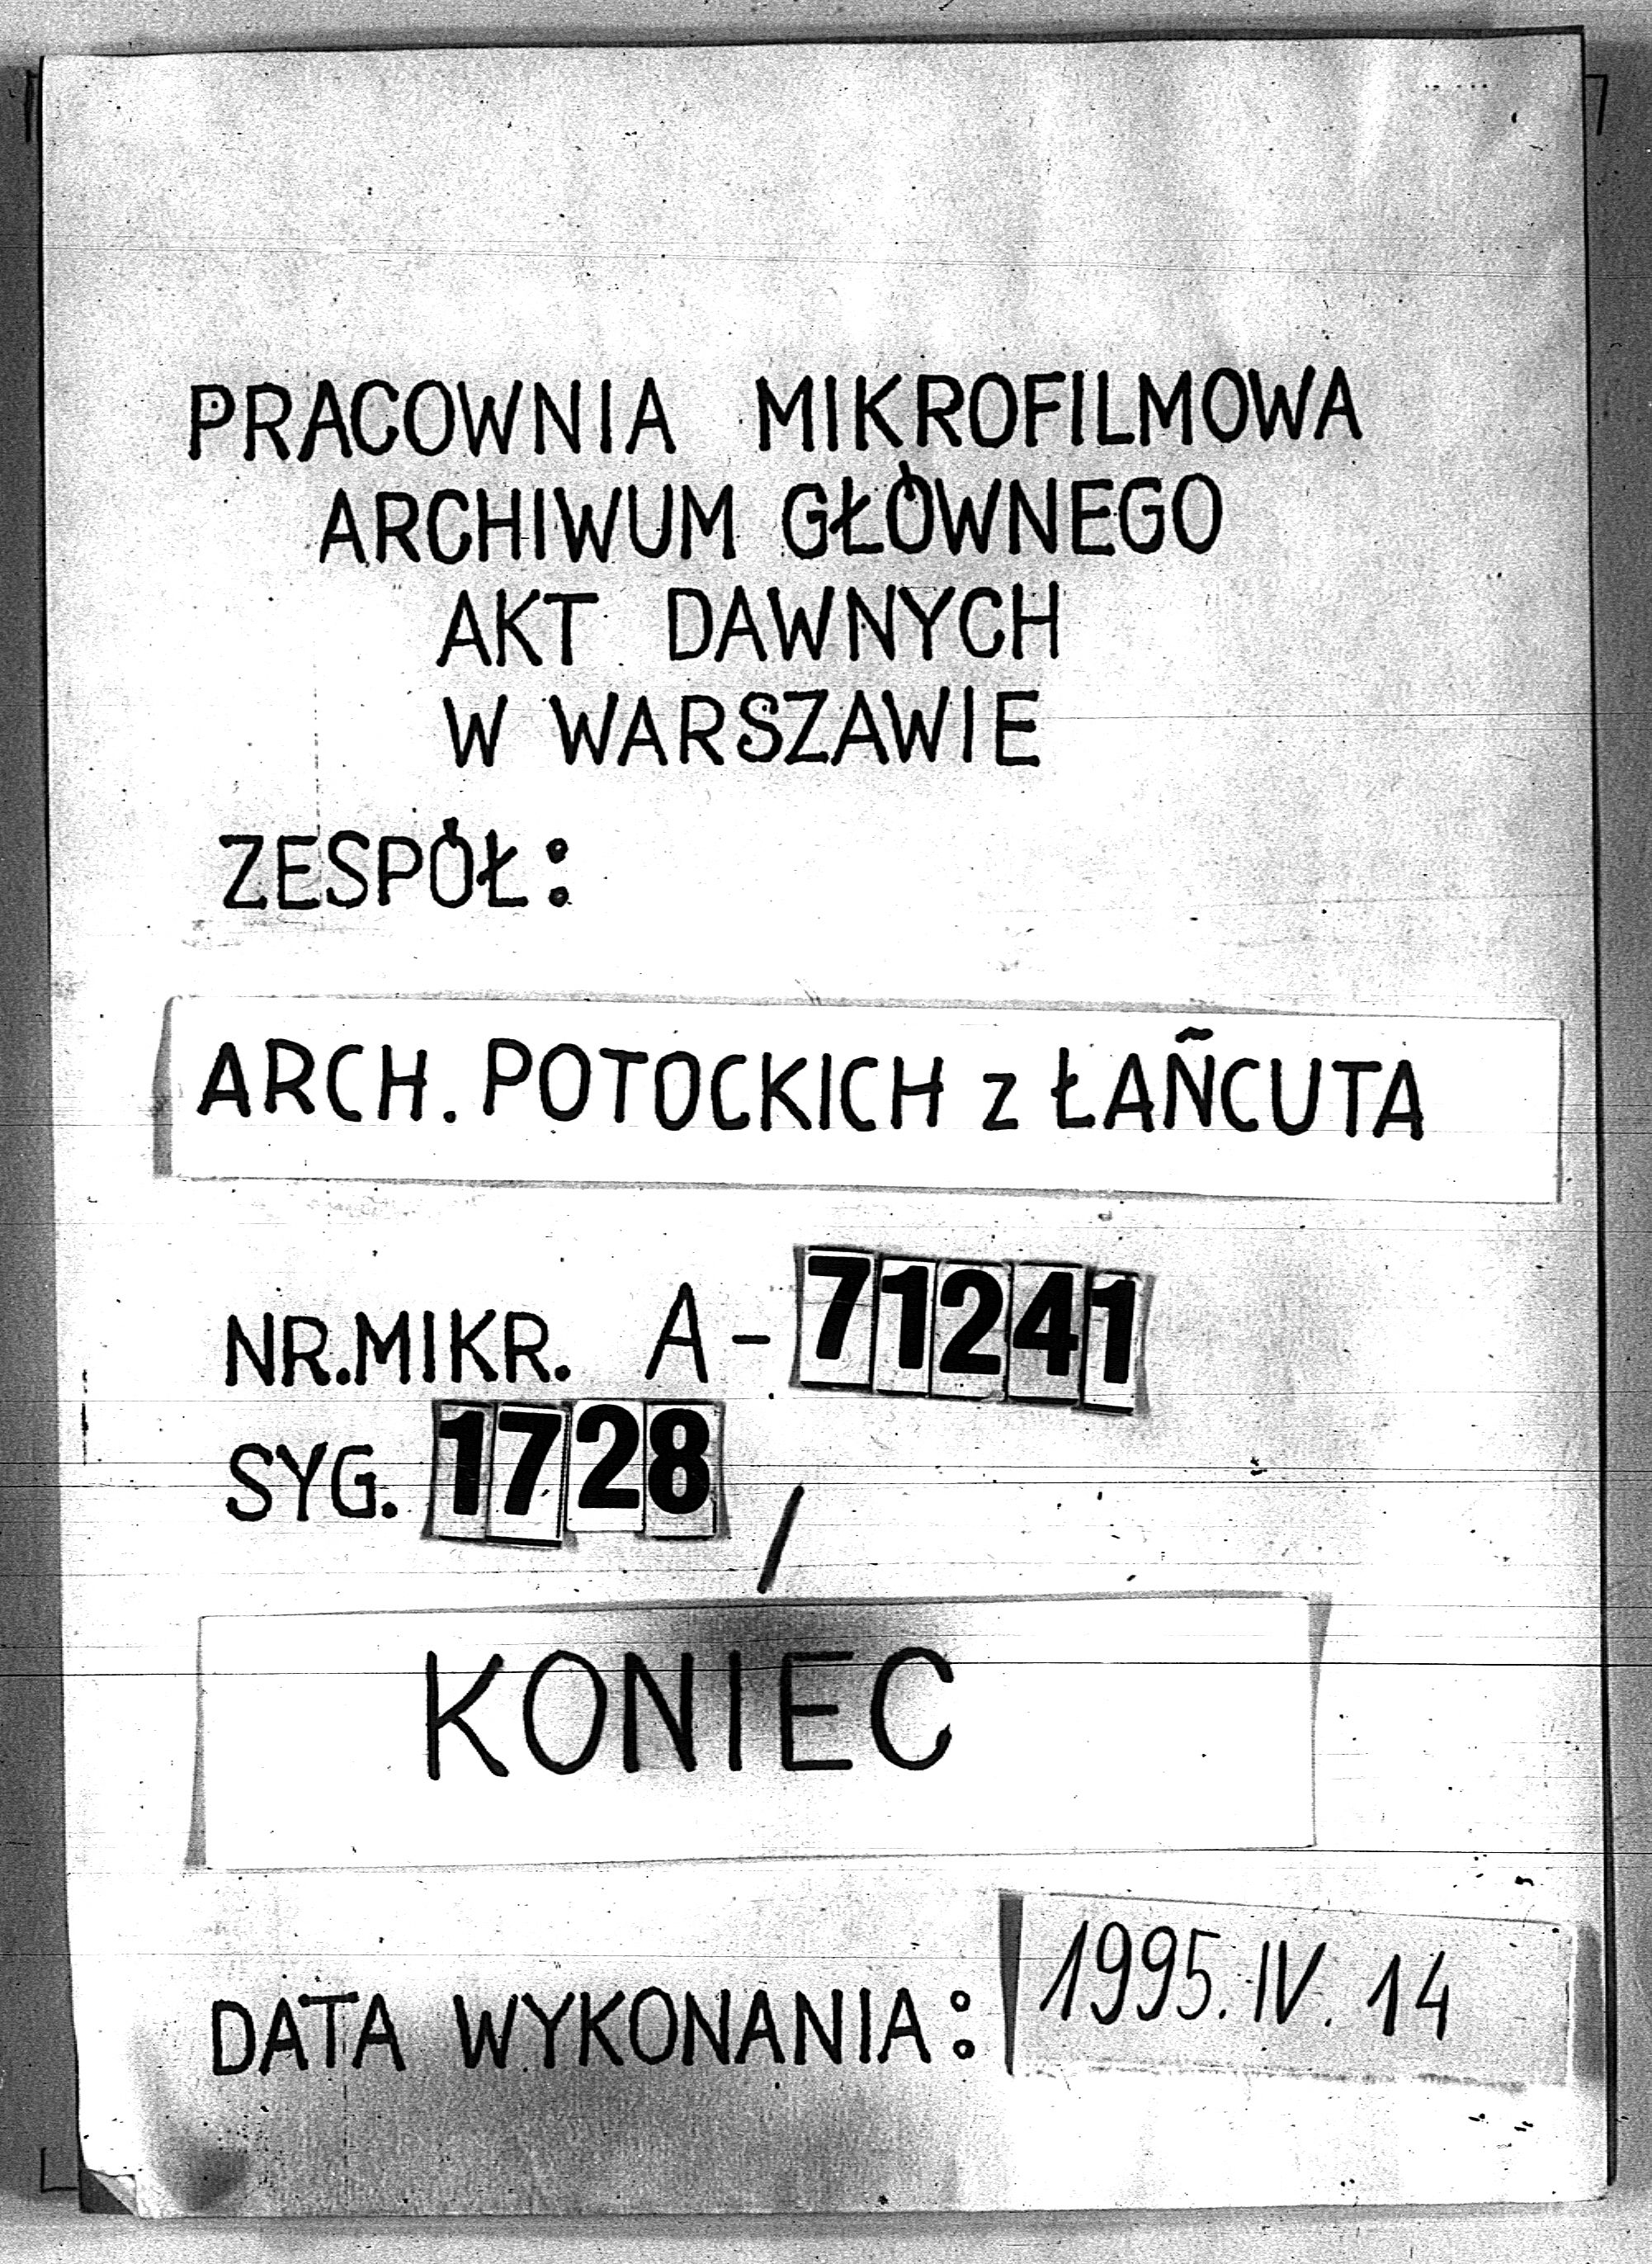 PRACOWNIA MIKROFILMOWA
ARCHIWUM GŁÓWNEGO
AKT DAWNYCH
W WARSZAWIE
ZESPÓŁ:
ARCH. POTOCKICH z ŁAŃCUTA
NR.MIKR. A-71241
SYG. 1728 /
KONIEC
DATA WYKONANIA: 1995.IV.14